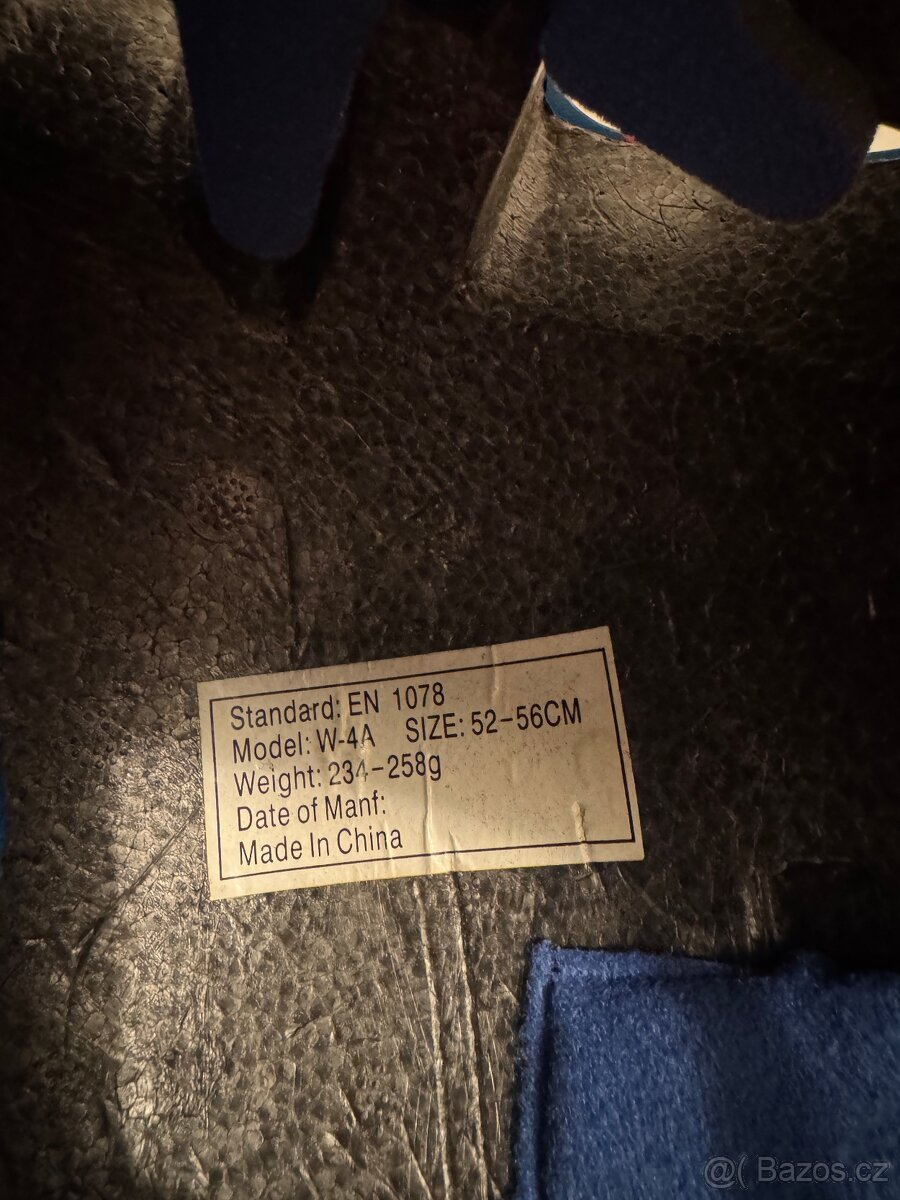 Standard: EN 1078
Model: W-4A SIZE: 52-56CM
Weight: 234-258g
Date of Manf:
Made In China
@( Bazos.cz